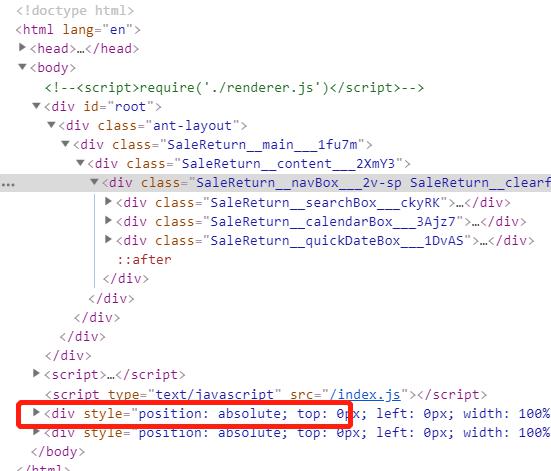 <!doctype html>
<html lang="en">
▶<head>…</head>
▼<body>
<!--<script>require('./renderer.js')</script>-->
▼<div id="root">
▼<div class="ant-layout">
▼<div class="SaleReturn__main___1fu7m">
▼<div class="SaleReturn__content___2XmY3">
… ▼<div class="SaleReturn__navBox___2v-sp SaleReturn__clearf
▶<div class="SaleReturn__searchBox___ckyRK">…</div>
▶<div class="SaleReturn__calendarBox___3Ajz7">…</div>
▶<div class="SaleReturn__quickDateBox___1DvAS">…</div>
::after
</div>
</div>
</div>
</div>
</div>
▶<script>…</script>
<script type="text/javascript" src="/index.js"></script>
▶<div style="position: absolute; top: 0px; left: 0px; width: 100%
▶<div style="position: absolute; top: 0px; left: 0px; width: 100%
</body>
</html>